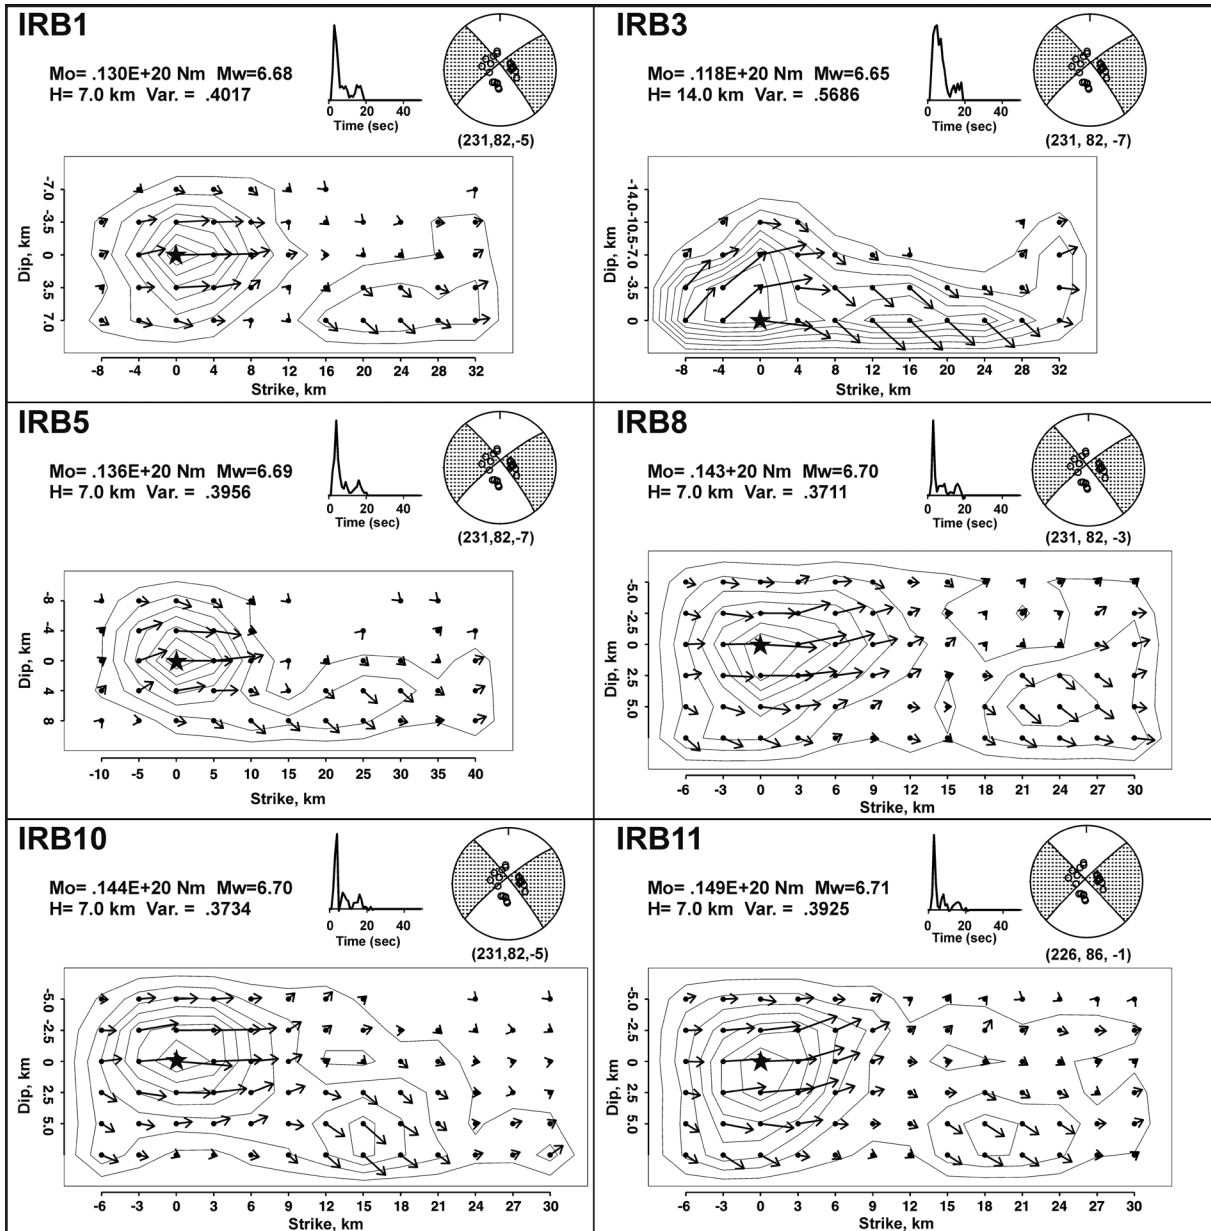 IRB1
Mo= .130E+20 Nm Mw=6.68
H= 7.0 km Var. = .4017
0 20 40
Time (sec)
(231,82,-5)
Dip, km
-7.0
-3.5
0
3.5
7.0
-8 -4 0 4 8 12 16 20 24 28 32
Strike, km
IRB3
Mo= .118E+20 Nm Mw=6.65
H= 14.0 km Var. = .5686
0 20 40
Time (sec)
(231, 82, -7)
Dip, km
-14.0
-10.5
-7.0
-3.5
0
-8 -4 0 4 8 12 16 20 24 28 32
Strike, km
IRB5
Mo= .136E+20 Nm Mw=6.69
H= 7.0 km Var. = .3956
0 20 40
Time (sec)
(231,82,-7)
Dip, km
-8
-4
0
4
8
-10 -5 0 5 10 15 20 25 30 35 40
Strike, km
IRB8
Mo= .143+20 Nm Mw=6.70
H= 7.0 km Var. = .3711
0 20 40
Time (sec)
(231, 82, -3)
Dip, km
-5.0
-2.5
0
2.5
5.0
-6 -3 0 3 6 9 12 15 18 21 24 27 30
Strike, km
IRB10
Mo= .144E+20 Nm Mw=6.70
H= 7.0 km Var. = .3734
0 20 40
Time (sec)
(231,82,-5)
Dip, km
-5.0
-2.5
0
2.5
5.0
-6 -3 0 3 6 9 12 15 18 21 24 27 30
Strike, km
IRB11
Mo= .149E+20 Nm Mw=6.71
H= 7.0 km Var. = .3925
0 20 40
Time (sec)
(226, 86, -1)
Dip, km
-5.0
-2.5
0
2.5
5.0
-6 -3 0 3 6 9 12 15 18 21 24 27 30
Strike, km